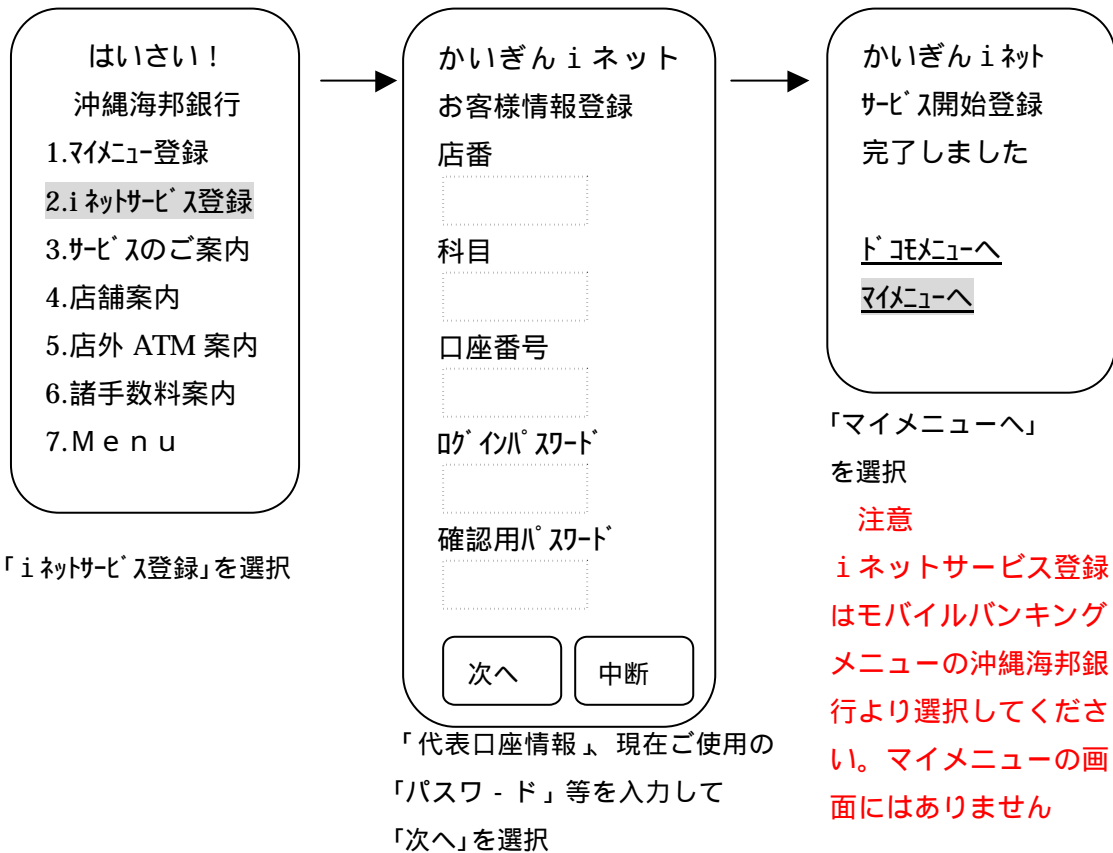 はいさい！
沖縄海邦銀行
1.ﾏｲﾒﾆｭｰ登録
2.i ﾈｯﾄｻｰﾋﾞｽ登録
3.ｻｰﾋﾞｽのご案内
4.店舗案内
5.店外 ATM 案内
6.諸手数料案内
7.Ｍｅｎｕ
「ｉﾈｯﾄｻｰﾋﾞｽ登録」を選択
かいぎんｉネット
お客様情報登録
店番
科目
口座番号
ﾛｸﾞｲﾝﾊﾟｽﾜｰﾄﾞ
確認用ﾊﾟｽﾜｰﾄﾞ
次へ
中断
「代表口座情報」、現在ご使用の
「パスワ‐ド」等を入力して
「次へ」を選択
かいぎんｉﾈｯﾄ
ｻｰﾋﾞｽ開始登録
完了しました
ﾄﾞｺﾓﾒﾆｭｰへ
ﾏｲﾒﾆｭｰへ
「マイメニューへ」
を選択
注意
ｉネットサービス登録
はモバイルバンキング
メニューの沖縄海邦銀
行より選択してくださ
い。マイメニューの画
面にはありません